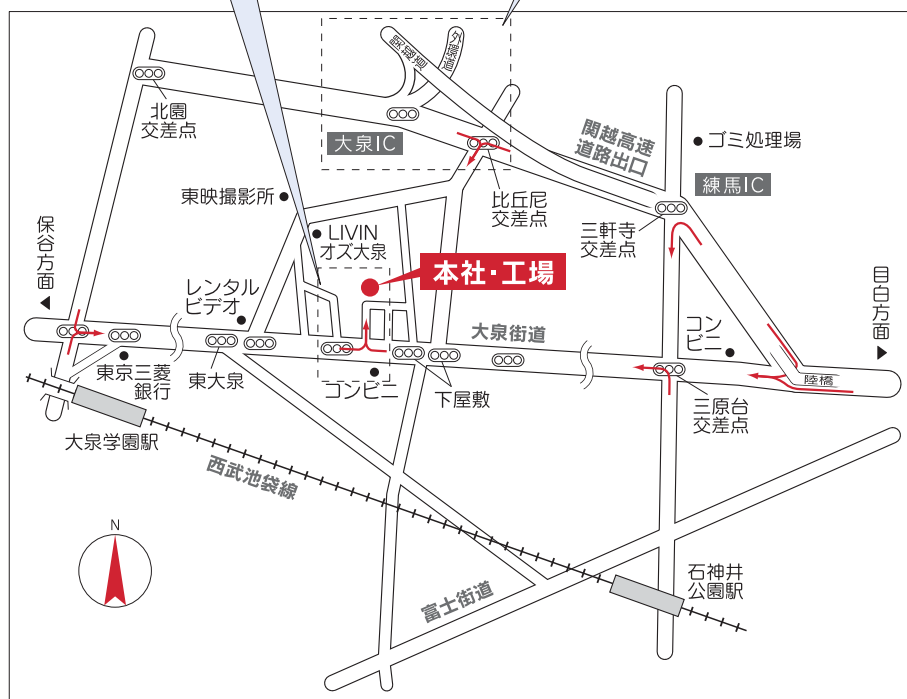 関越道
外環道
北園
交差点
大泉IC
関越高速
道路出口
ゴミ処理場
練馬IC
比丘尼
交差点
三軒寺
交差点
東映撮影所
LIVIN
オズ大泉
本社・工場
保谷方面
目白方面
レンタル
ビデオ
大泉街道
コン
ビニ
東京三菱
銀行
東大泉
コンビニ
下屋敷
陸橋
三原台
交差点
大泉学園駅
西武池袋線
N
石神井
公園駅
富士街道